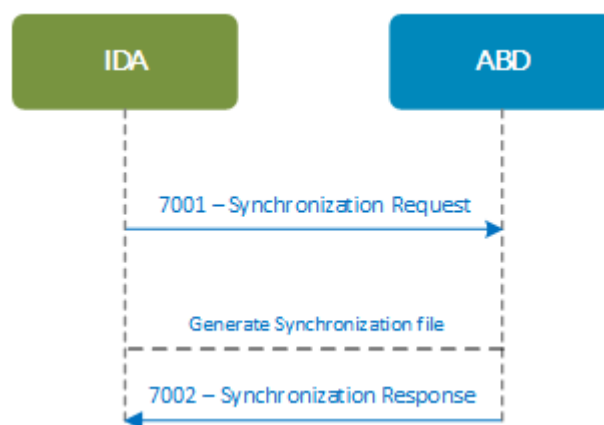 IDA
ABD
7001 – Synchronization Request
Generate Synchronization file
7002 – Synchronization Response